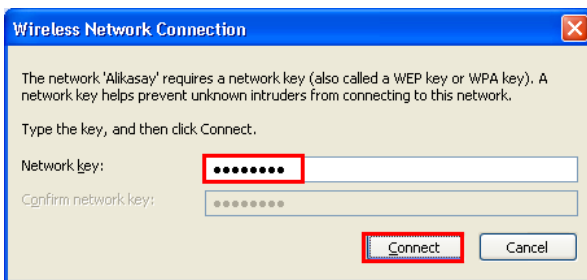 Wireless Network Connection
The network 'Alikasay' requires a network key (also called a WEP key or WPA key). A
network key helps prevent unknown intruders from connecting to this network.
Type the key, and then click Connect.
Network key: ●●●●●●●●
Confirm network key: ●●●●●●●●
Connect Cancel